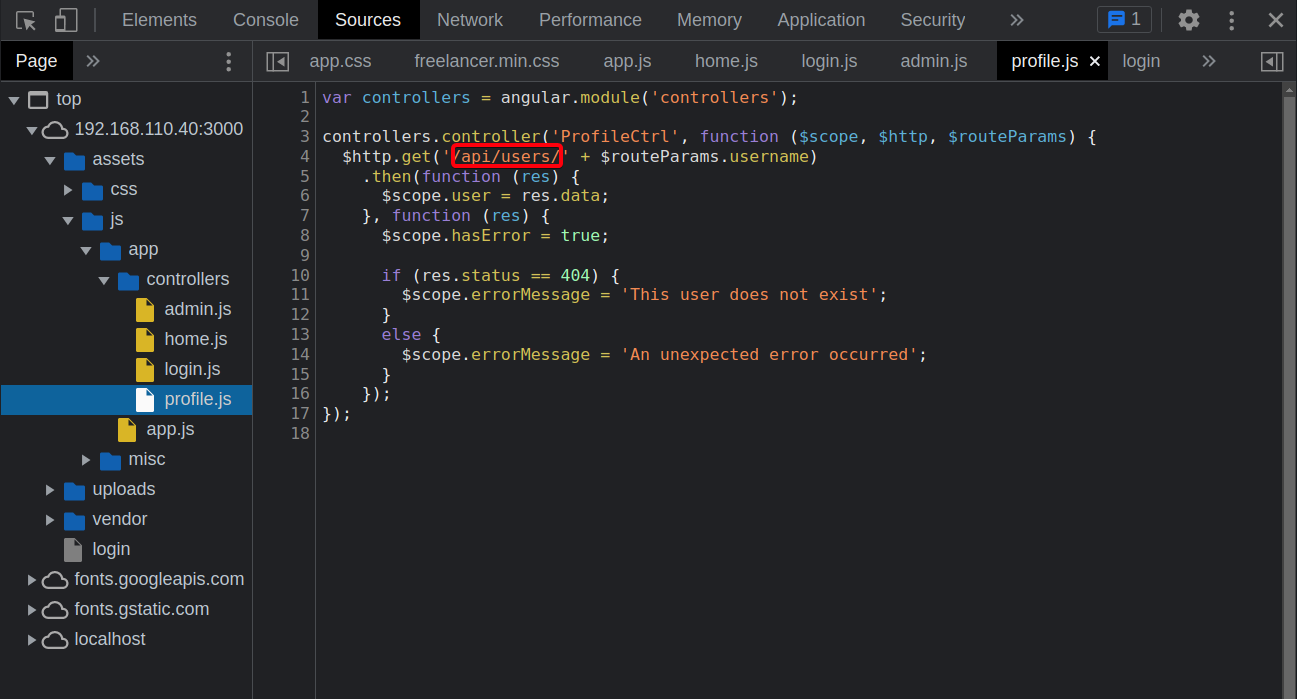 Elements Console Sources Network Performance Memory Application Security » 1
Page » app.css freelancer.min.css app.js home.js login.js admin.js profile.js × login »
top
192.168.110.40:3000
assets
css
js
app
controllers
admin.js
home.js
login.js
profile.js
app.js
misc
uploads
vendor
login
fonts.googleapis.com
fonts.gstatic.com
localhost
1 var controllers = angular.module('controllers');
2
3 controllers.controller('ProfileCtrl', function ($scope, $http, $routeParams) {
4   $http.get('/api/users/' + $routeParams.username)
5     .then(function (res) {
6       $scope.user = res.data;
7     }, function (res) {
8       $scope.hasError = true;
9
10       if (res.status == 404) {
11         $scope.errorMessage = 'This user does not exist';
12       }
13       else {
14         $scope.errorMessage = 'An unexpected error occurred';
15       }
16     });
17 });
18